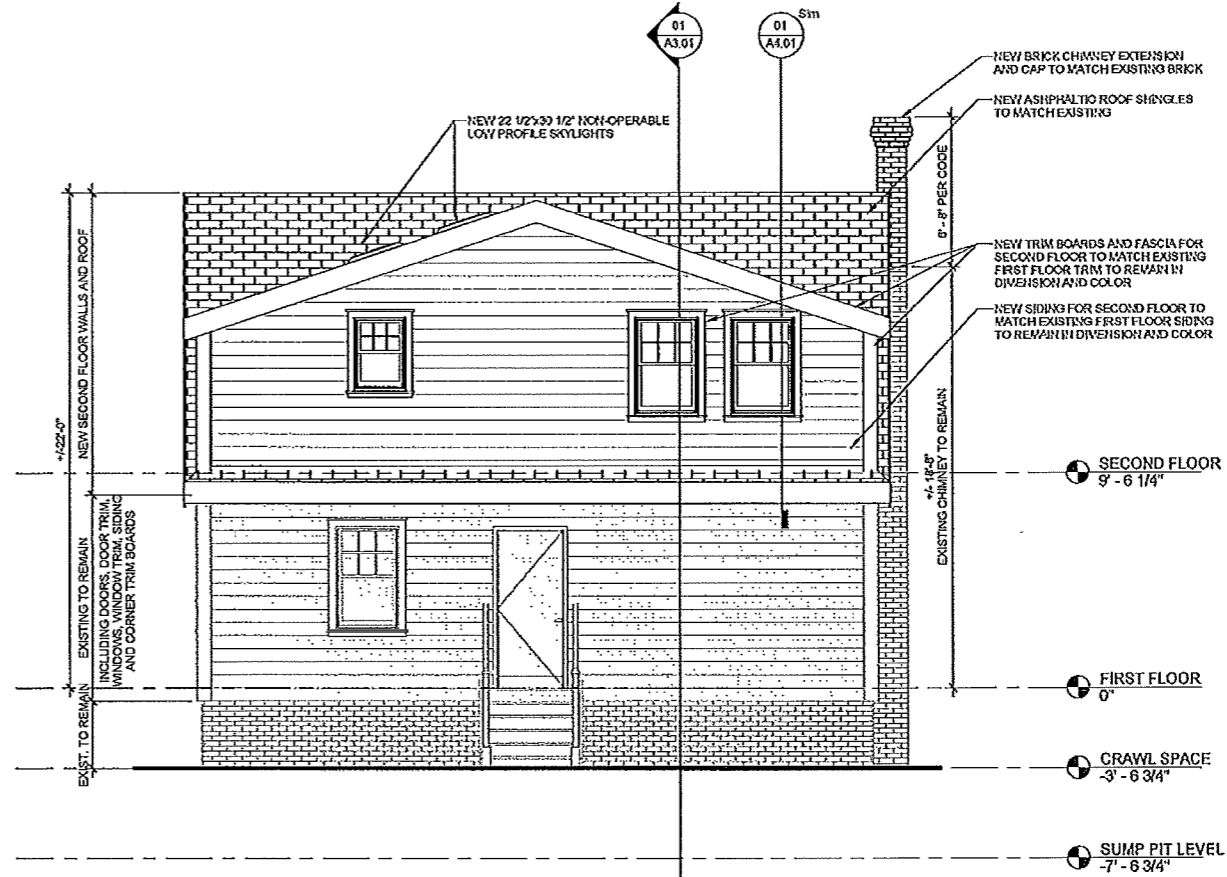 01
A3.01
01
A4.01
Sim
NEW BRICK CHIMNEY EXTENSION
AND CAP TO MATCH EXISTING BRICK
NEW ASHPHALTIC ROOF SHINGLES
TO MATCH EXISTING
NEW 22 1/2"x30 1/2" NON-OPERABLE
LOW PROFILE SKYLIGHTS
PER CODE
NEW TRIM BOARDS AND FASCIA FOR
SECOND FLOOR TO MATCH EXISTING
FIRST FLOOR TRIM TO REMAIN IN
DIMENSION AND COLOR
NEW SIDING FOR SECOND FLOOR TO
MATCH EXISTING FIRST FLOOR SIDING
TO REMAIN IN DIMENSION AND COLOR
+/-22'-0"
NEW SECOND FLOOR WALLS AND ROOF
EXISTING TO REMAIN
INCLUDING DOORS, DOOR TRIM,
WINDOWS, WINDOW TRIM, SIDING
AND CORNER TRIM BOARDS
EXIST. TO REMAIN
EXISTING CHIMNEY TO REMAIN
SECOND FLOOR
9' - 6 1/4"
FIRST FLOOR
0"
CRAWL SPACE
-3' - 6 3/4"
SUMP PIT LEVEL
-7' - 6 3/4"